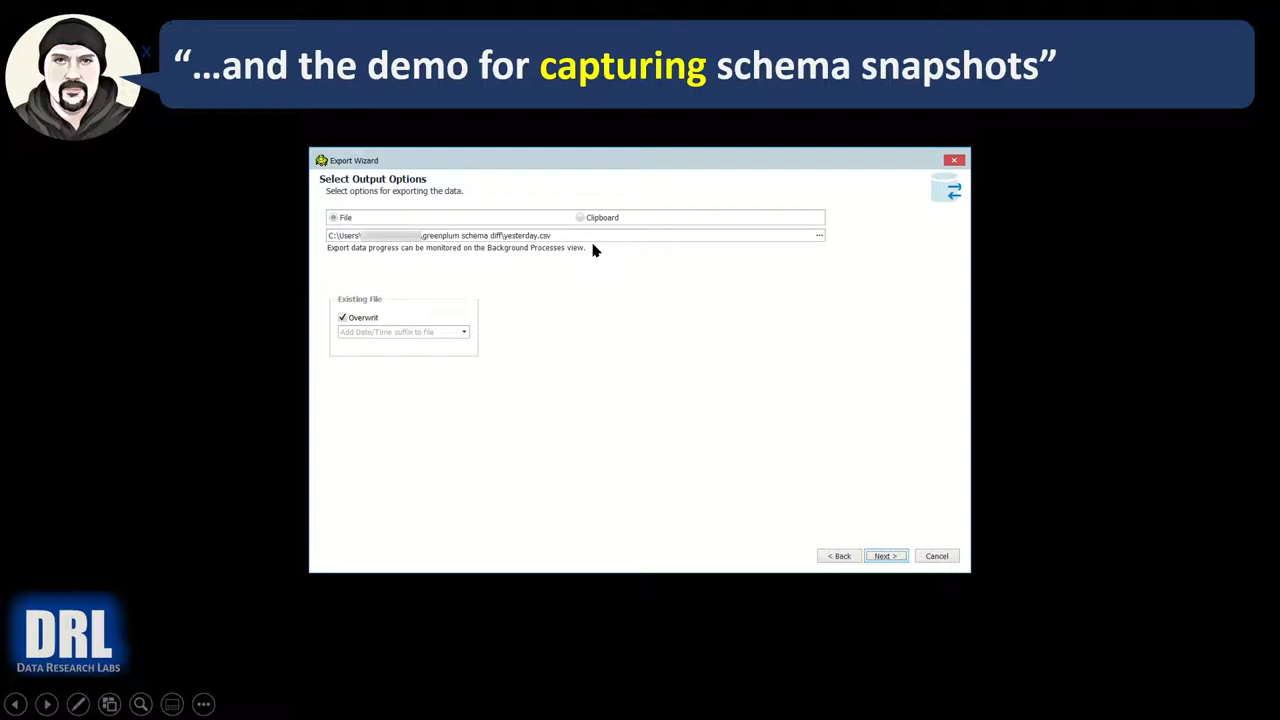 x
“…and the demo for capturing schema snapshots”
Export Wizard
Select Output Options
Select options for exporting the data.
File
Clipboard
C:\Users\ \greenplum schema diff\yesterday.csv
...
Export data progress can be monitored on the Background Processes view.
Existing File
Overwrit
Add Date/Time suffix to file
< Back
Next >
Cancel
DRL
DATA RESEARCH LABS